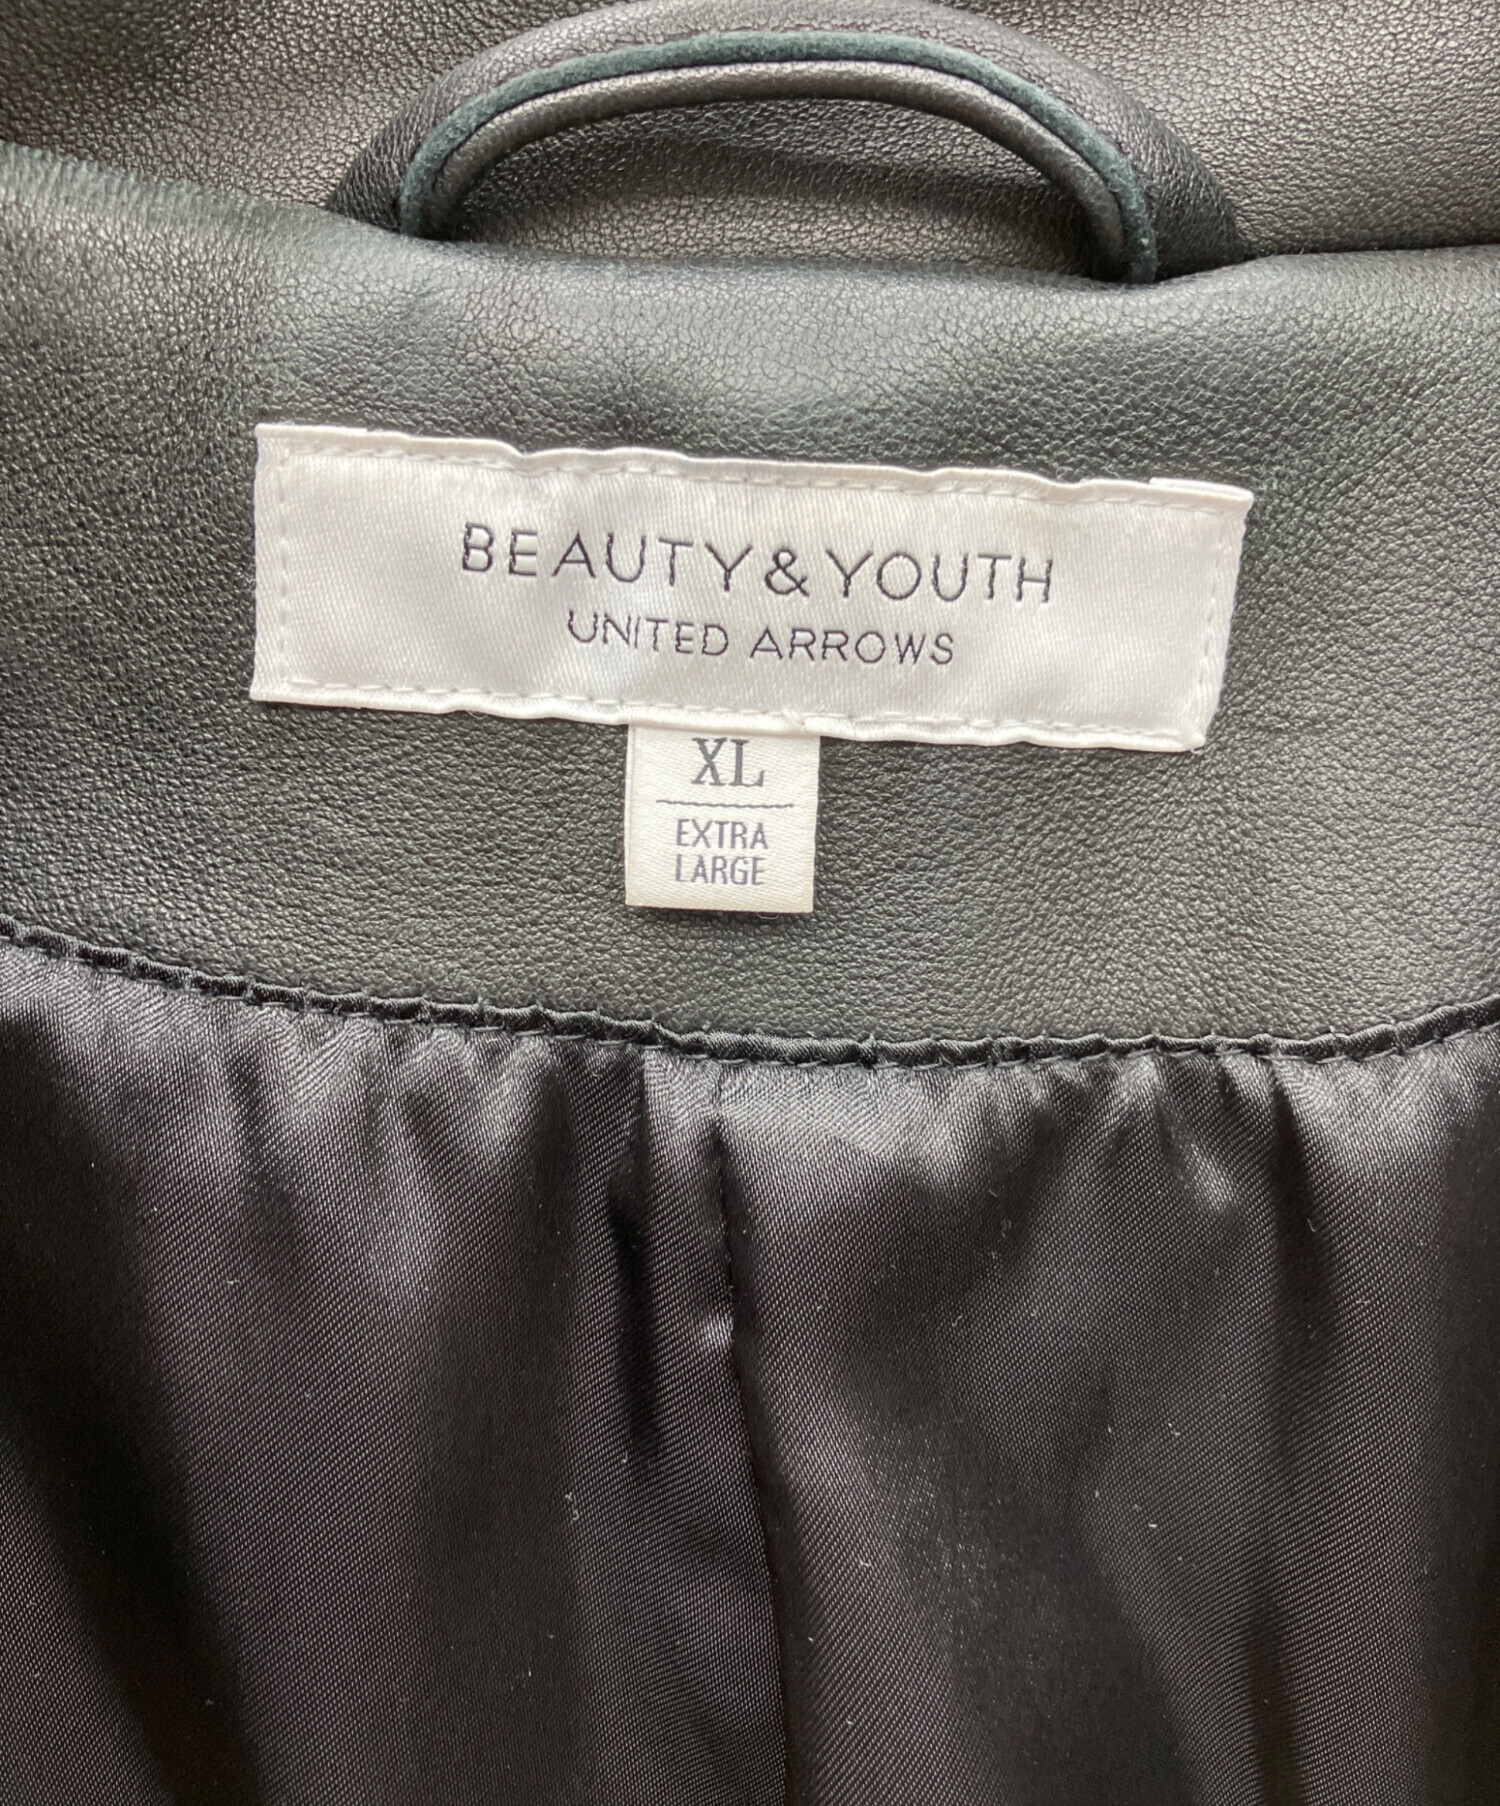 BEAUTY&YOUTH
UNITED ARROWS
XL
EXTRA
LARGE